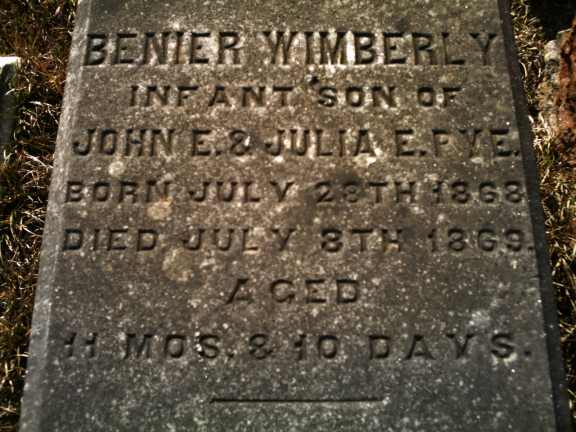 BENIER WIMBERLY
INFANT SON OF
JOHN E. & JULIA E. PYE.
BORN JULY 28TH 1868
DIED JULY 8TH 1869.
AGED
11 MOS. & 10 DAYS.